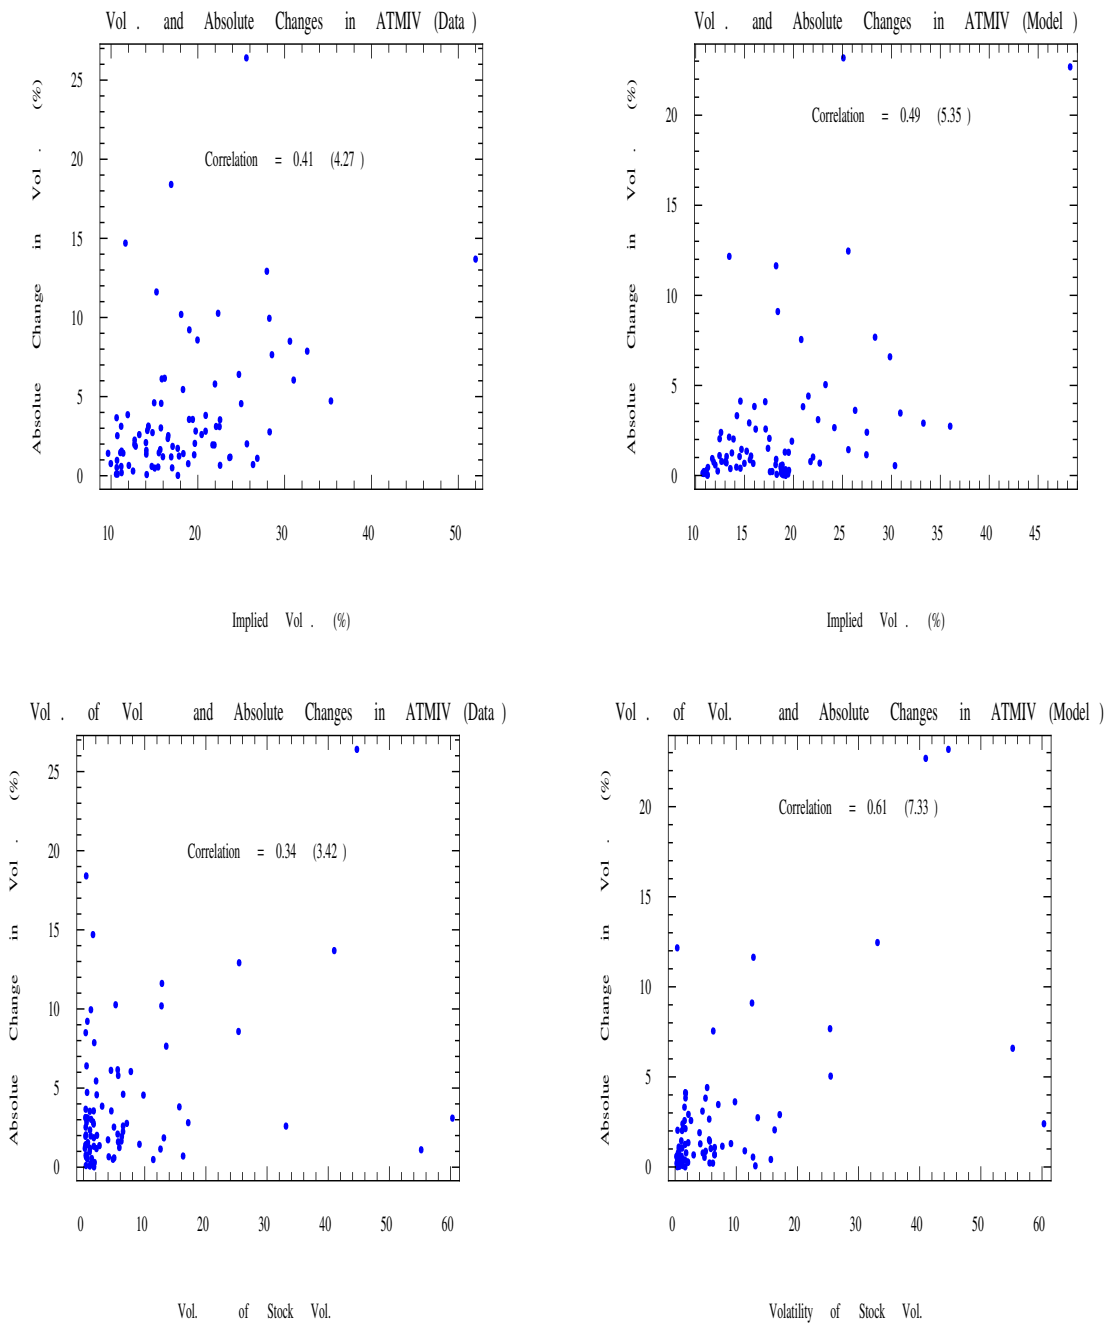 Vol . and Absolute Changes in ATMIV (Data )
Absolue Change in Vol . (%)
25
20
15
10
5
0
Correlation = 0.41 (4.27 )
10 20 30 40 50
Implied Vol . (%)
Vol . and Absolute Changes in ATMIV (Model )
Absolue Change in Vol . (%)
20
15
10
5
0
Correlation = 0.49 (5.35 )
10 15 20 25 30 35 40 45
Implied Vol . (%)
Vol . of Vol and Absolute Changes in ATMIV (Data )
Absolue Change in Vol . (%)
25
20
15
10
5
0
Correlation = 0.34 (3.42 )
0 10 20 30 40 50 60
Vol. of Stock Vol.
Vol . of Vol. and Absolute Changes in ATMIV (Model )
Absolue Change in Vol . (%)
20
15
10
5
0
Correlation = 0.61 (7.33 )
0 10 20 30 40 50 60
Volatility of Stock Vol.